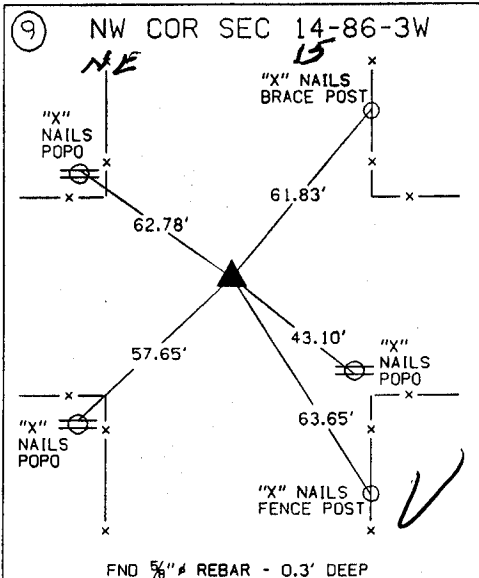 9 NW COR SEC 14-86-3W
NE 15
"X" NAILS
BRACE POST
"X"
NAILS
POPO
61.83'
62.78'
43.10'
"X"
NAILS
POPO
57.65'
63.65'
"X"
NAILS
POPO
"X" NAILS
FENCE POST
FND 5/8"ø REBAR - 0.3' DEEP